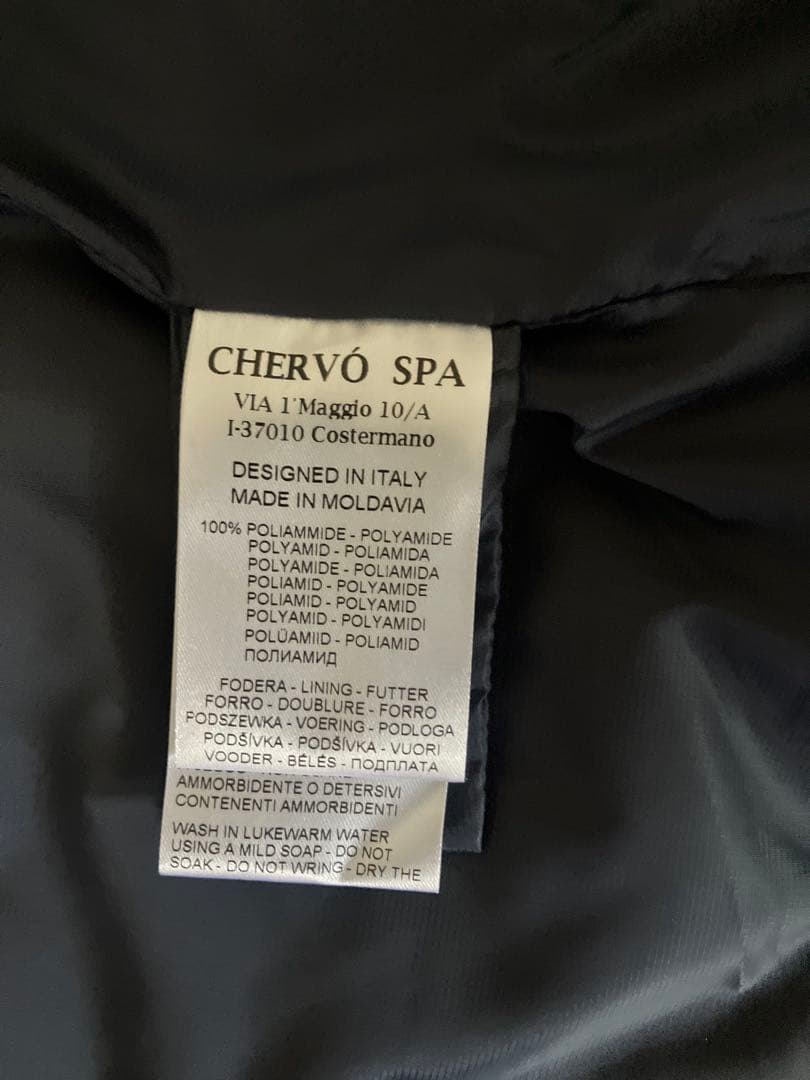 CHERVÓ SPA
VIA 1°Maggio 10/A
I-37010 Costermano
DESIGNED IN ITALY
MADE IN MOLDAVIA
100% POLIAMMIDE - POLYAMIDE
POLYAMID - POLIAMIDA
POLYAMIDE - POLIAMIDA
POLIAMID - POLYAMIDE
POLIAMID - POLYAMID
POLYAMID - POLYAMIDI
POLÜAMIID - POLIAMID
ПОЛИАМИД
FODERA - LINING - FUTTER
FORRO - DOUBLURE - FORRO
PODSZEWKA - VOERING - PODLOGA
PODŠÍVKA - PODŠÍVKA - VUORI
VOODER - BÉLÉS - ПОДПЛАТА
AMMORBIDENTE O DETERSIVI
CONTENENTI AMMORBIDENTI
WASH IN LUKEWARM WATER
USING A MILD SOAP - DO NOT
SOAK - DO NOT WRING - DRY THE